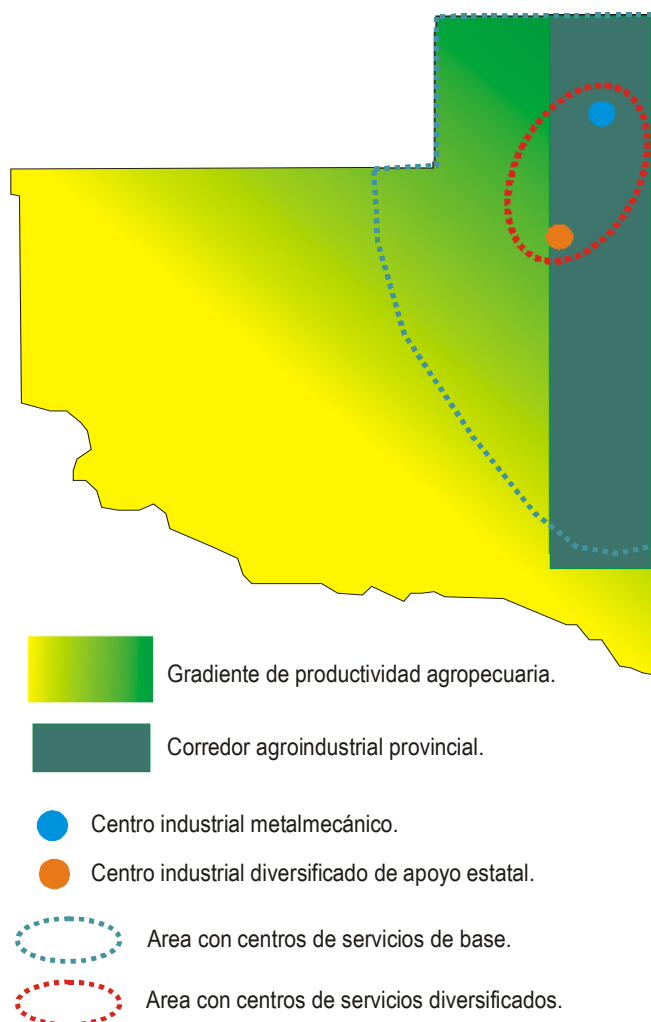 Gradiente de productividad agropecuaria.
Corredor agroindustrial provincial.
Centro industrial metalmecánico.
Centro industrial diversificado de apoyo estatal.
Area con centros de servicios de base.
Area con centros de servicios diversificados.